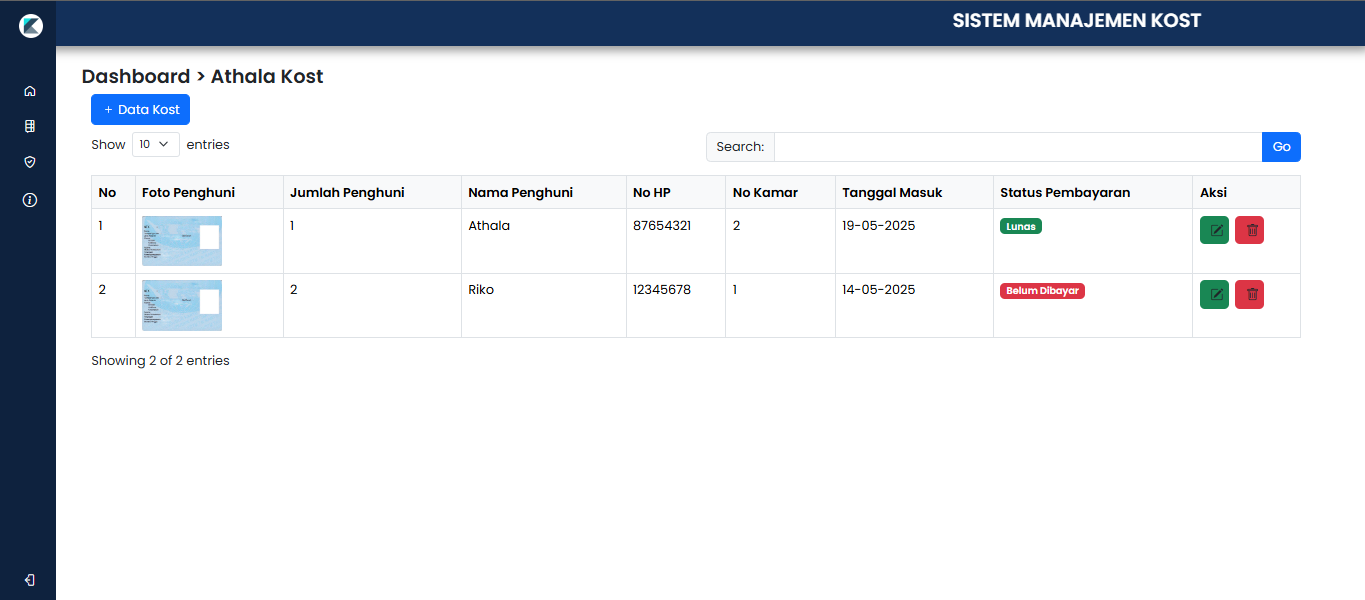 SISTEM MANAJEMEN KOST
Dashboard > Athala Kost
+ Data Kost
Show 10 entries
Search: Go
No Foto Penghuni Jumlah Penghuni Nama Penghuni No HP No Kamar Tanggal Masuk Status Pembayaran Aksi
1 1 Athala 87654321 2 19-05-2025 Lunas
2 2 Riko 12345678 1 14-05-2025 Belum Dibayar
Showing 2 of 2 entries